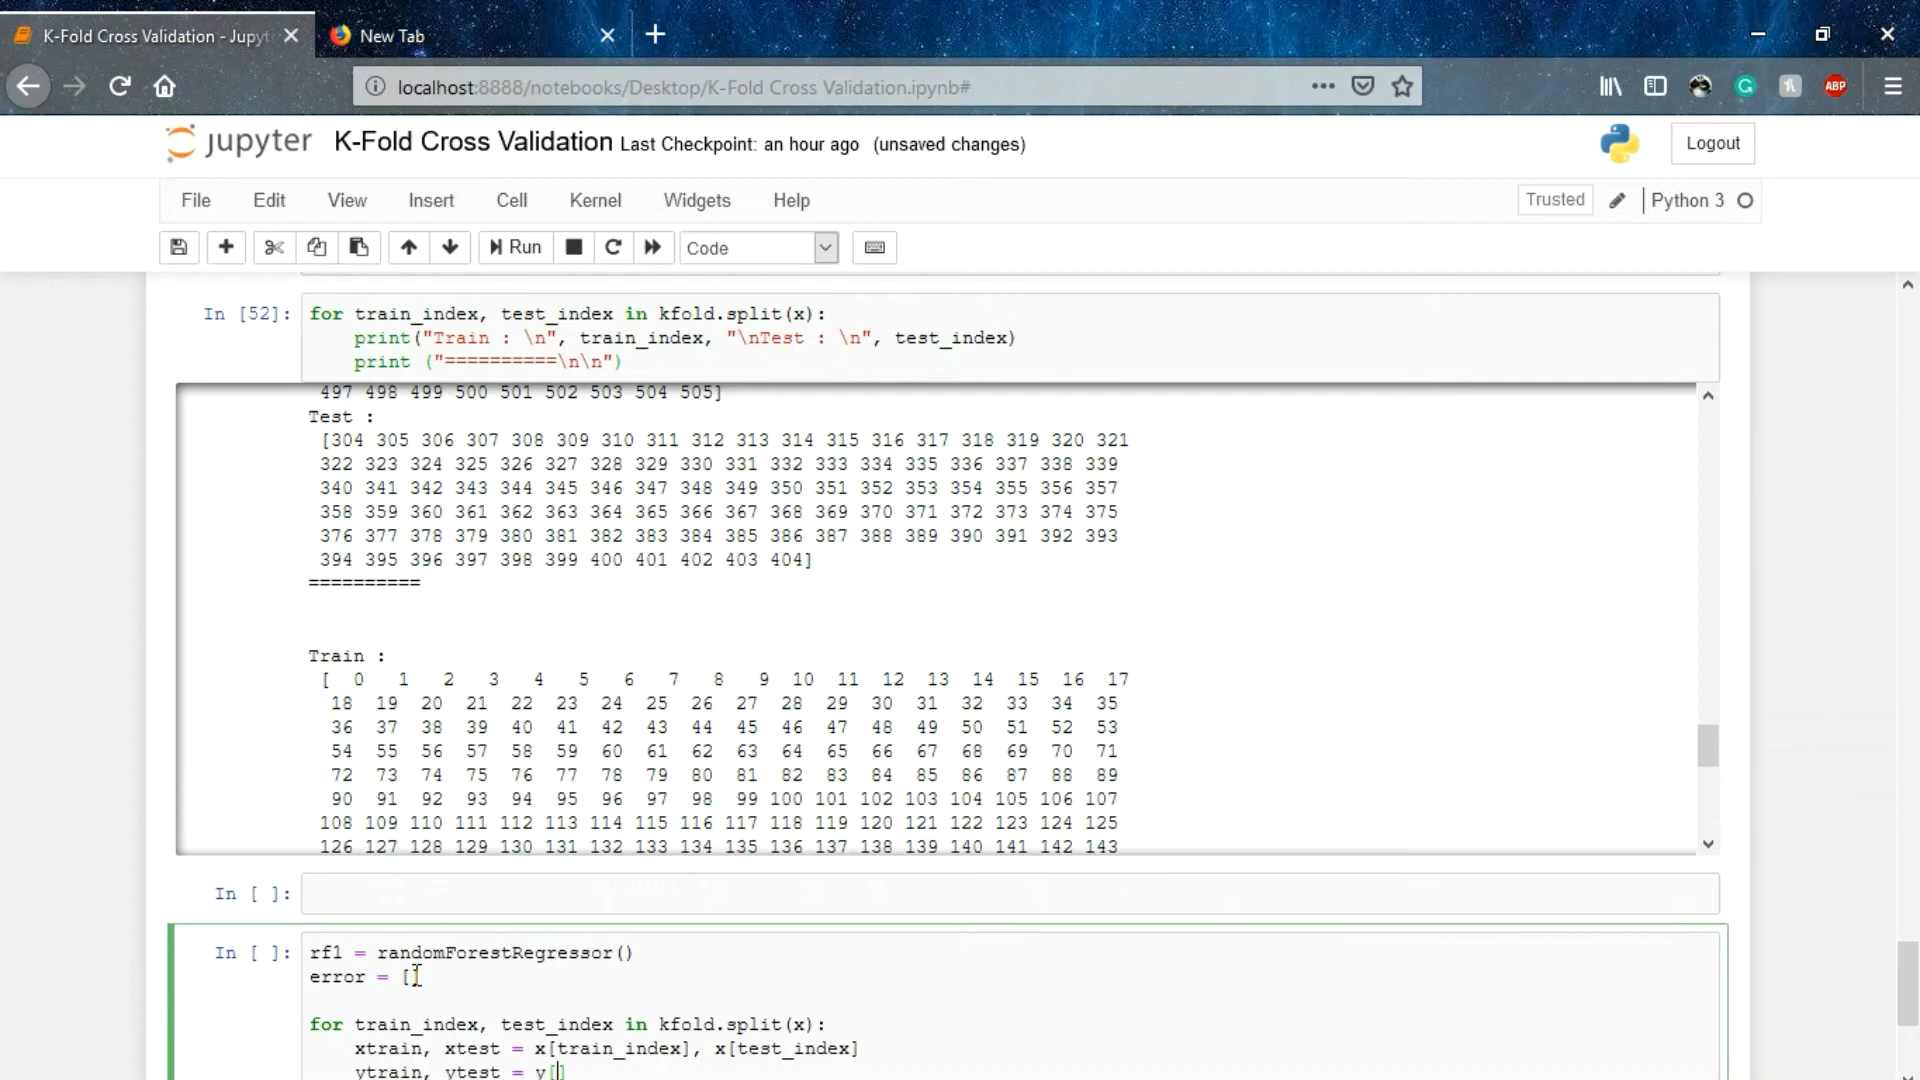 K-Fold Cross Validation - Jupyt
New Tab
localhost:8888/notebooks/Desktop/K-Fold Cross Validation.ipynb#
ABP
jupyter K-Fold Cross Validation Last Checkpoint: an hour ago (unsaved changes)
Logout
File Edit View Insert Cell Kernel Widgets Help
Trusted Python 3
Run Code
In [52]: for train_index, test_index in kfold.split(x):
print("Train : \n", train_index, "\nTest : \n", test_index)
print ("==========\n\n")
497 498 499 500 501 502 503 504 505]
Test :
[304 305 306 307 308 309 310 311 312 313 314 315 316 317 318 319 320 321
322 323 324 325 326 327 328 329 330 331 332 333 334 335 336 337 338 339
340 341 342 343 344 345 346 347 348 349 350 351 352 353 354 355 356 357
358 359 360 361 362 363 364 365 366 367 368 369 370 371 372 373 374 375
376 377 378 379 380 381 382 383 384 385 386 387 388 389 390 391 392 393
394 395 396 397 398 399 400 401 402 403 404]
==========
Train :
[ 0 1 2 3 4 5 6 7 8 9 10 11 12 13 14 15 16 17
18 19 20 21 22 23 24 25 26 27 28 29 30 31 32 33 34 35
36 37 38 39 40 41 42 43 44 45 46 47 48 49 50 51 52 53
54 55 56 57 58 59 60 61 62 63 64 65 66 67 68 69 70 71
72 73 74 75 76 77 78 79 80 81 82 83 84 85 86 87 88 89
90 91 92 93 94 95 96 97 98 99 100 101 102 103 104 105 106 107
108 109 110 111 112 113 114 115 116 117 118 119 120 121 122 123 124 125
126 127 128 129 130 131 132 133 134 135 136 137 138 139 140 141 142 143
In [ ]:
In [ ]: rf1 = randomForestRegressor()
error = []
for train_index, test_index in kfold.split(x):
xtrain, xtest = x[train_index], x[test_index]
ytrain, ytest = y[]